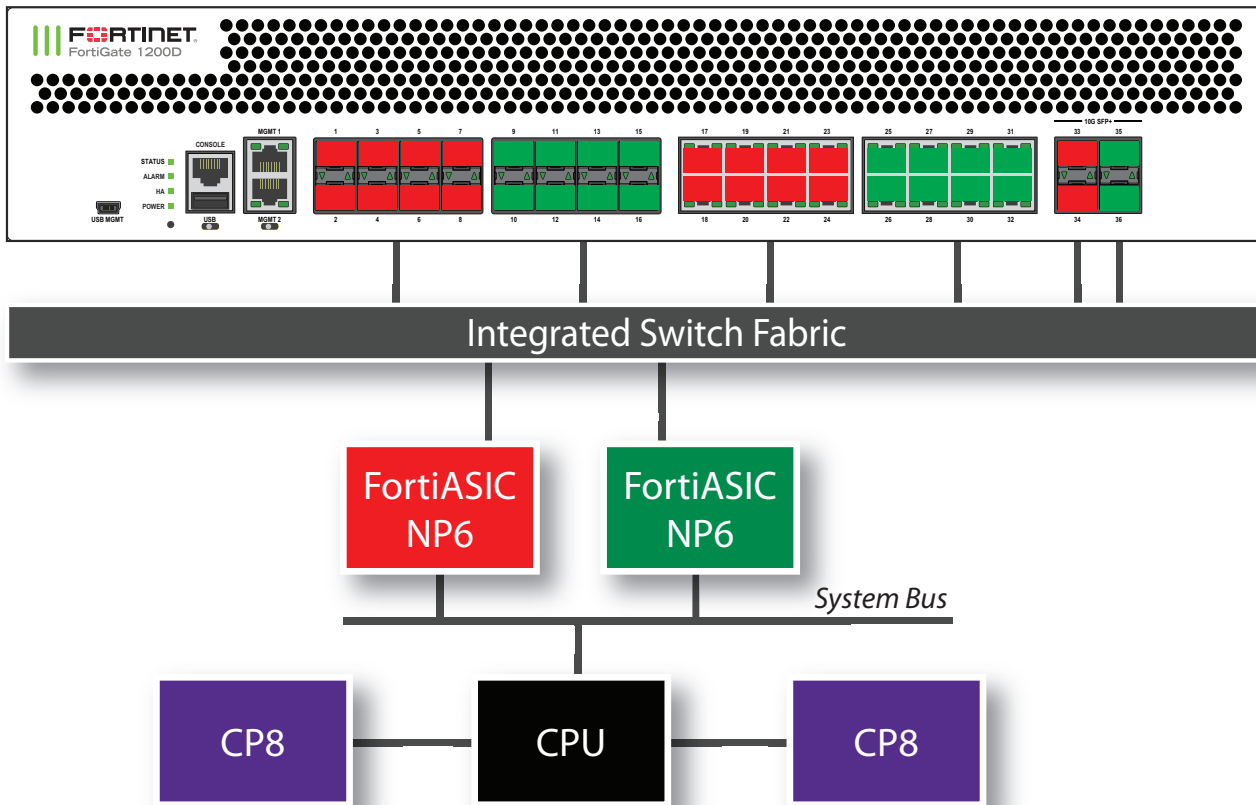 FORTINET
FortiGate 1200D
10G SFP+
MGMT 1 1 3 5 7 9 11 13 15 17 19 21 23 25 27 29 31 33 35
CONSOLE
STATUS
ALARM
HA
POWER
USB MGMT
USB MGMT 2 2 4 6 8 10 12 14 16 18 20 22 24 26 28 30 32 34 36
Integrated Switch Fabric
FortiASIC
NP6
FortiASIC
NP6
System Bus
CP8
CPU
CP8